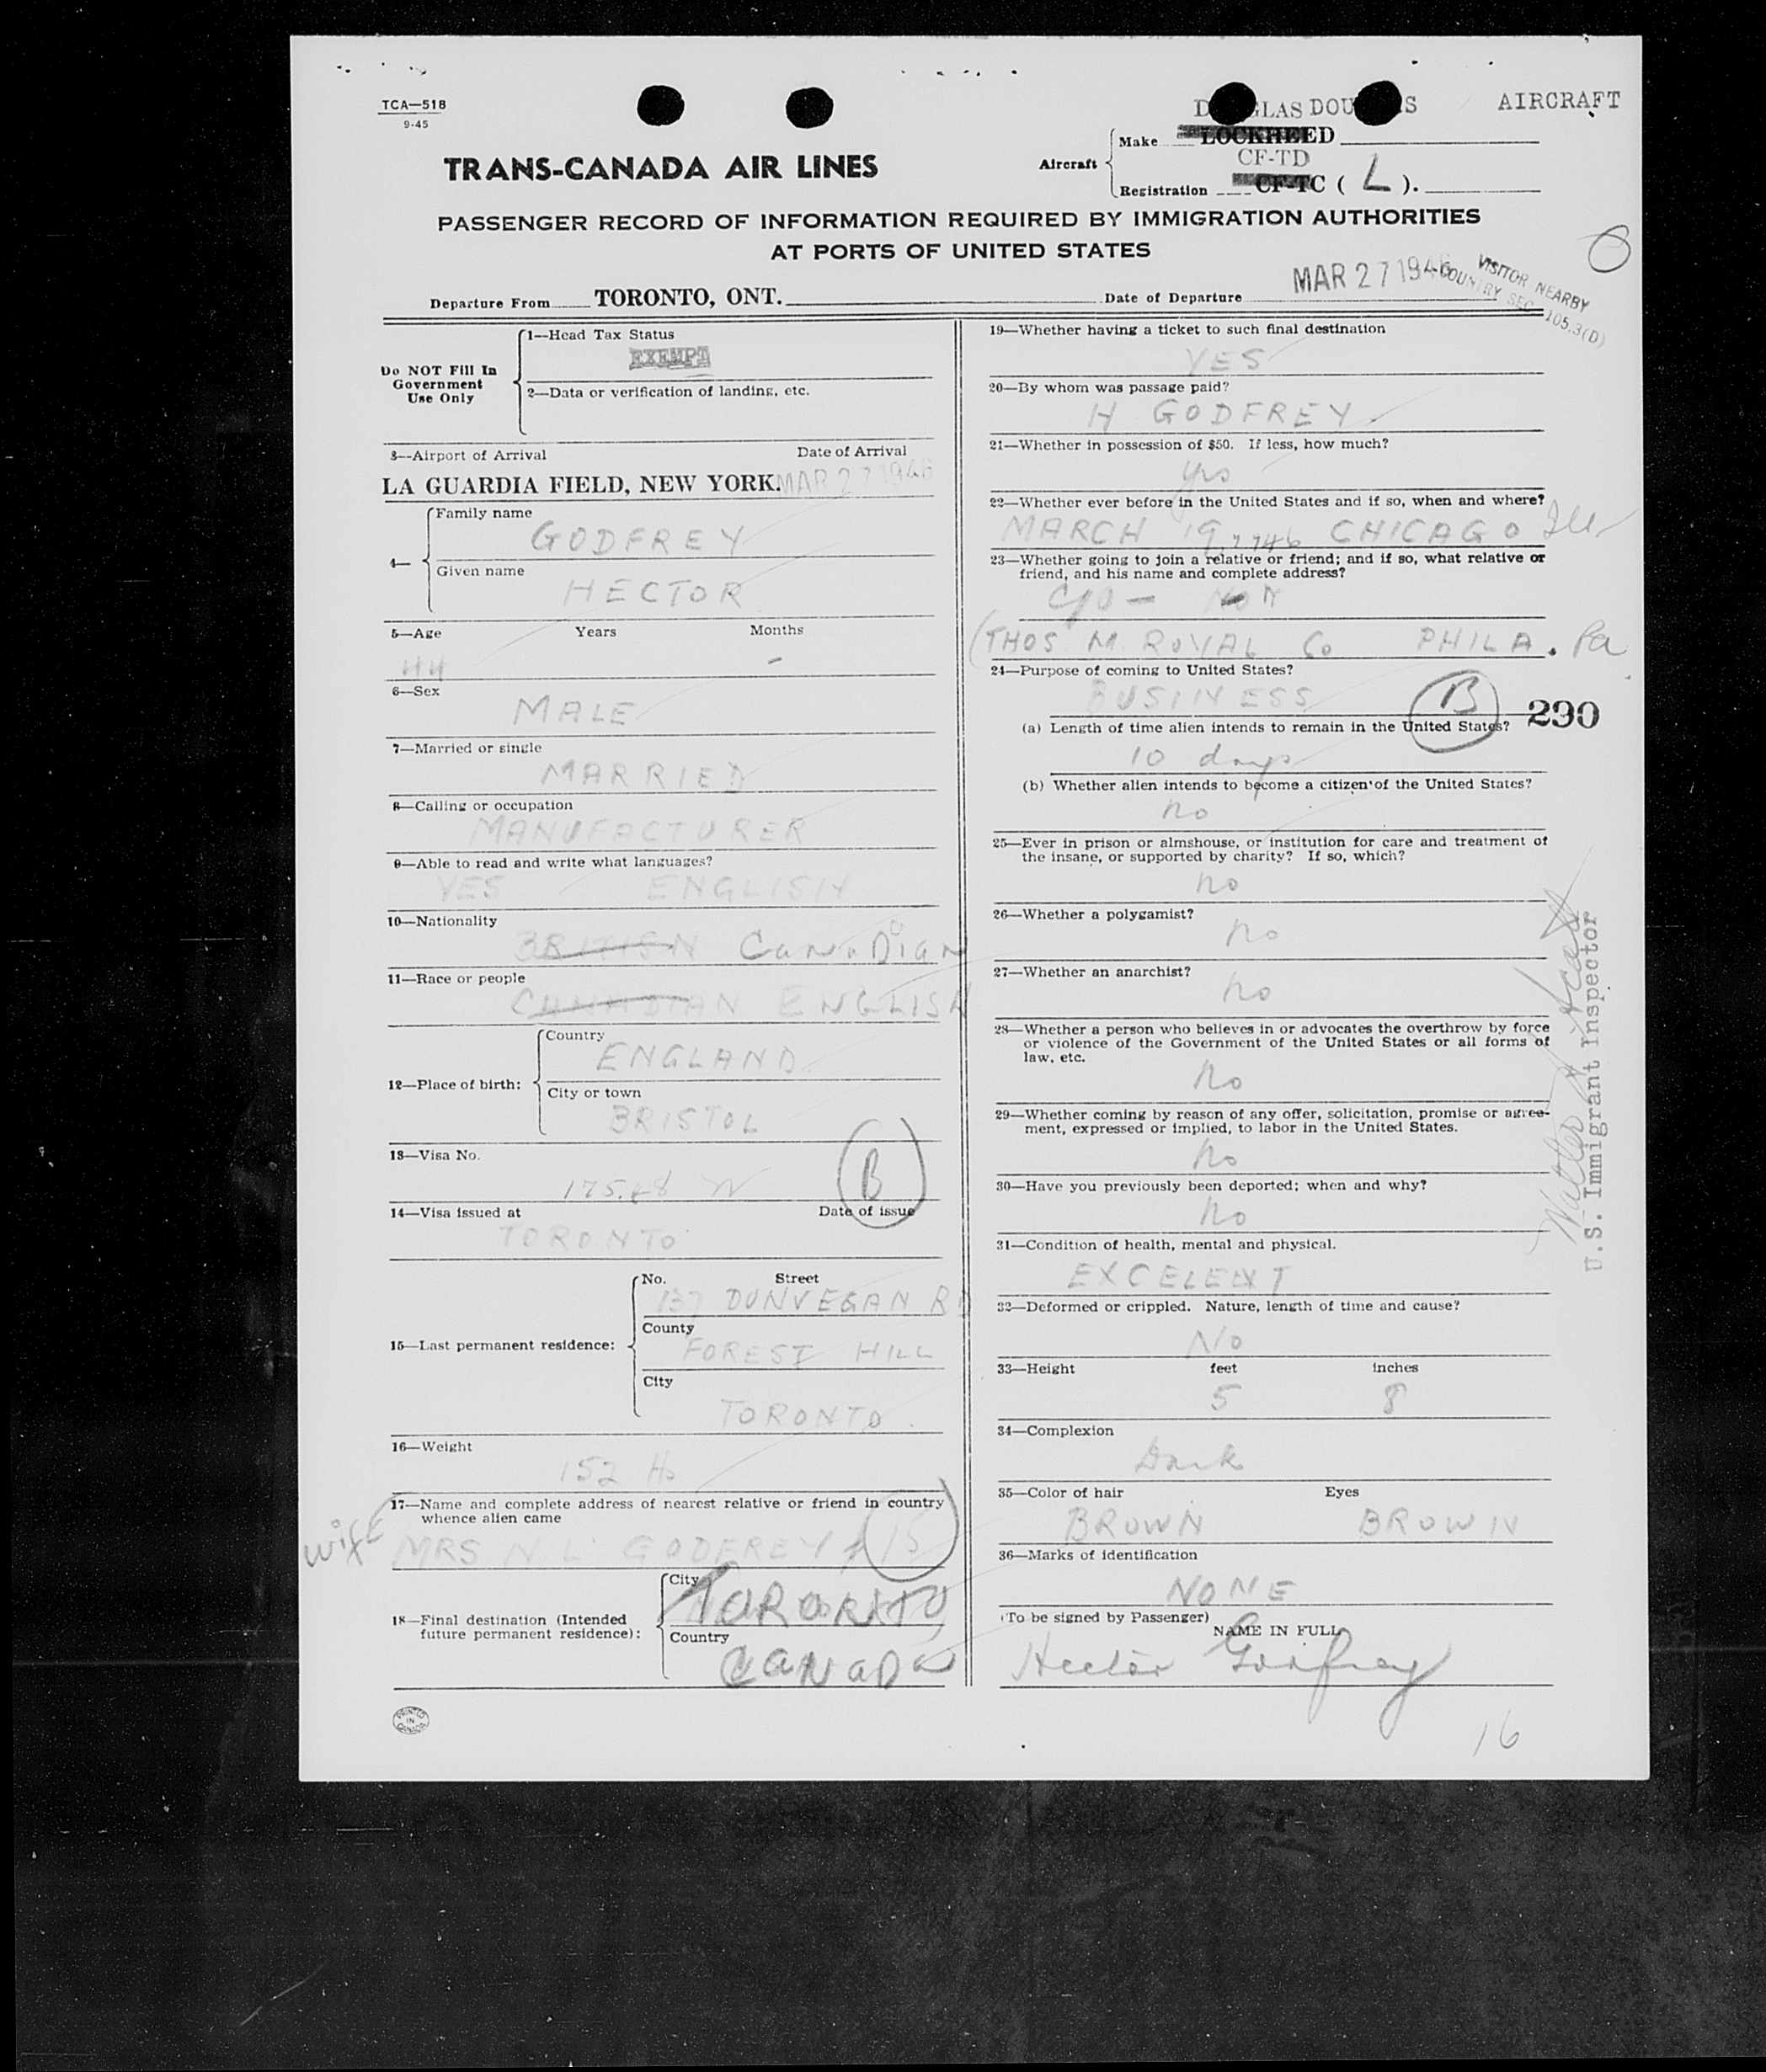 TCA—518
9-45
DOUGLAS DOUGLAS AIRCRAFT
Aircraft
Make LOCKHEED
CF-TD
Registration CF-TC ( L ).
TRANS-CANADA AIR LINES
PASSENGER RECORD OF INFORMATION REQUIRED BY IMMIGRATION AUTHORITIES
AT PORTS OF UNITED STATES
Departure From TORONTO, ONT. Date of Departure MAR 27 1946
VISITOR NEARBY
COUNTRY SEC 105.3(D)
Do NOT Fill In
Government
Use Only
1—Head Tax Status
EXEMPT
2—Data or verification of landing, etc.
3—Airport of Arrival Date of Arrival
LA GUARDIA FIELD, NEW YORK. MAR 27 1946
4—
Family name
GODFREY
Given name
HECTOR
5—Age Years Months
44 -
6—Sex
MALE
7—Married or single
MARRIED
8—Calling or occupation
MANUFACTURER
9—Able to read and write what languages?
YES ENGLISH
10—Nationality
BRITISH CanaDian
11—Race or people
CANADIAN ENGLISH
12—Place of birth:
Country
ENGLAND
City or town
BRISTOL
13—Visa No.
B
14—Visa issued at Date of issue
TORONTO
15—Last permanent residence:
No. Street
137 DUNVEGAN RD
County
FOREST HILL
City
TORONTO
16—Weight
152
17—Name and complete address of nearest relative or friend in country
whence alien came
wife MRS N L GODFREY 15
18—Final destination (Intended
future permanent residence):
City
TORONTO
Country
CANADA
PRINTED
IN
CANADA
19—Whether having a ticket to such final destination
YES
20—By whom was passage paid?
H GODFREY
21—Whether in possession of $50. If less, how much?
yes
22—Whether ever before in the United States and if so, when and where?
MARCH 19 CHICAGO Ill
23—Whether going to join a relative or friend; and if so, what relative or
friend, and his name and complete address?
C/O —
(THOS M. ROYAL Co PHILA. Pa
24—Purpose of coming to United States?
BUSINESS B 290
(a) Length of time alien intends to remain in the United States?
10 days
(b) Whether alien intends to become a citizen of the United States?
no
25—Ever in prison or almshouse, or institution for care and treatment of
the insane, or supported by charity? If so, which?
no
26—Whether a polygamist?
no
27—Whether an anarchist?
no
28—Whether a person who believes in or advocates the overthrow by force
or violence of the Government of the United States or all forms of
law, etc.
No
29—Whether coming by reason of any offer, solicitation, promise or agree-
ment, expressed or implied, to labor in the United States.
No
30—Have you previously been deported; when and why?
No
31—Condition of health, mental and physical.
EXCELENT
32—Deformed or crippled. Nature, length of time and cause?
No
33—Height feet inches
5 8
34—Complexion
Dark
35—Color of hair Eyes
BROWN BROWN
36—Marks of identification
NONE
(To be signed by Passenger)
NAME IN FULL
Hector Godfrey
16
U.S. Immigrant Inspector